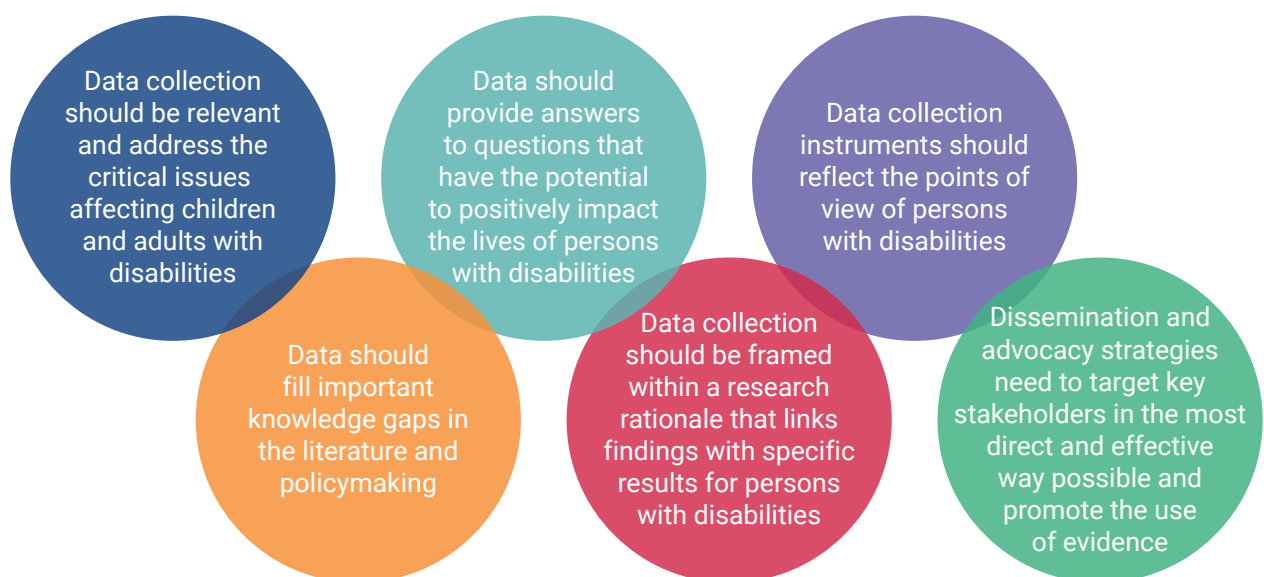 Data collection
should be relevant
and address the
critical issues
affecting children
and adults with
disabilities
Data should
fill important
knowledge gaps in
the literature and
policymaking
Data should
provide answers
to questions that
have the potential
to positively impact
the lives of persons
with disabilities
Data collection
should be framed
within a research
rationale that links
findings with specific
results for persons
with disabilities
Data collection
instruments should
reflect the points of
view of persons
with disabilities
Dissemination and
advocacy strategies
need to target key
stakeholders in the most
direct and effective
way possible and
promote the use
of evidence